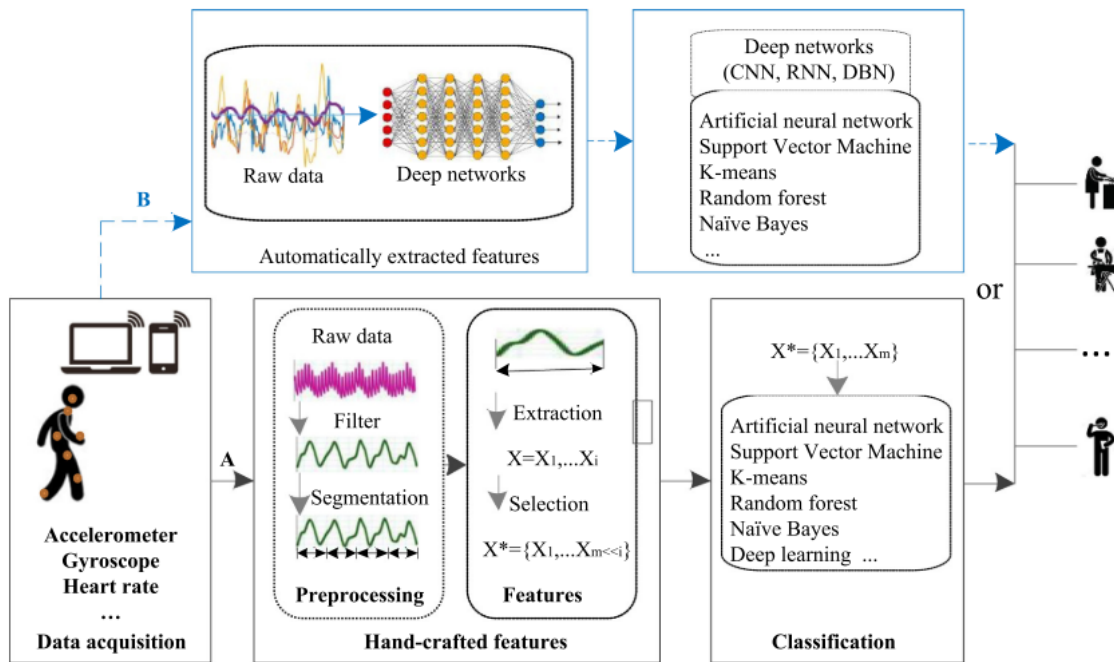 Raw data
Deep networks
Automatically extracted features
Deep networks
(CNN, RNN, DBN)
Artificial neural network
Support Vector Machine
K-means
Random forest
Naïve Bayes
...
B
or
....
Accelerometer
Gyroscope
Heart rate
...
Data acquisition
A
Raw data
Filter
Segmentation
Preprocessing
Extraction
X=X1,...Xi
Selection
X*={X1,...Xm<<i}
Features
Hand-crafted features
X*={X1,...Xm}
Artificial neural network
Support Vector Machine
K-means
Random forest
Naïve Bayes
Deep learning ...
Classification